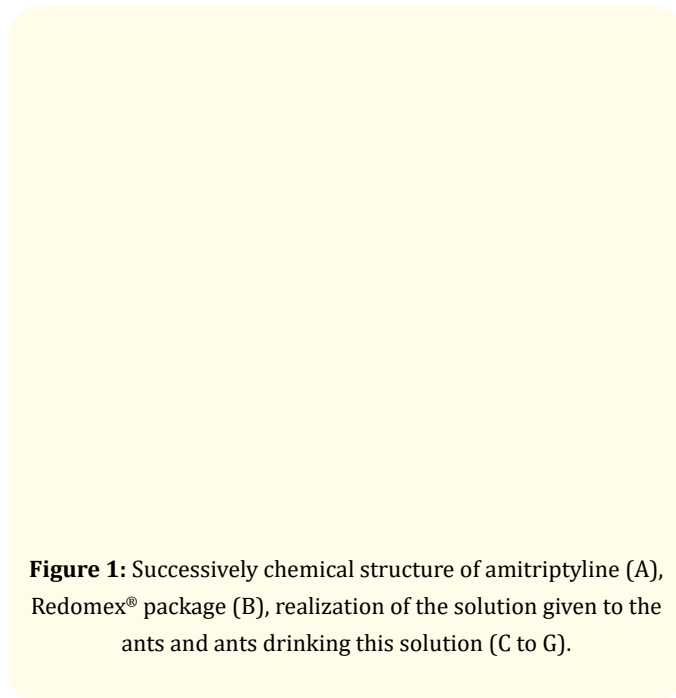 Figure 1: Successively chemical structure of amitriptyline (A),
Redomex® package (B), realization of the solution given to the
ants and ants drinking this solution (C to G).